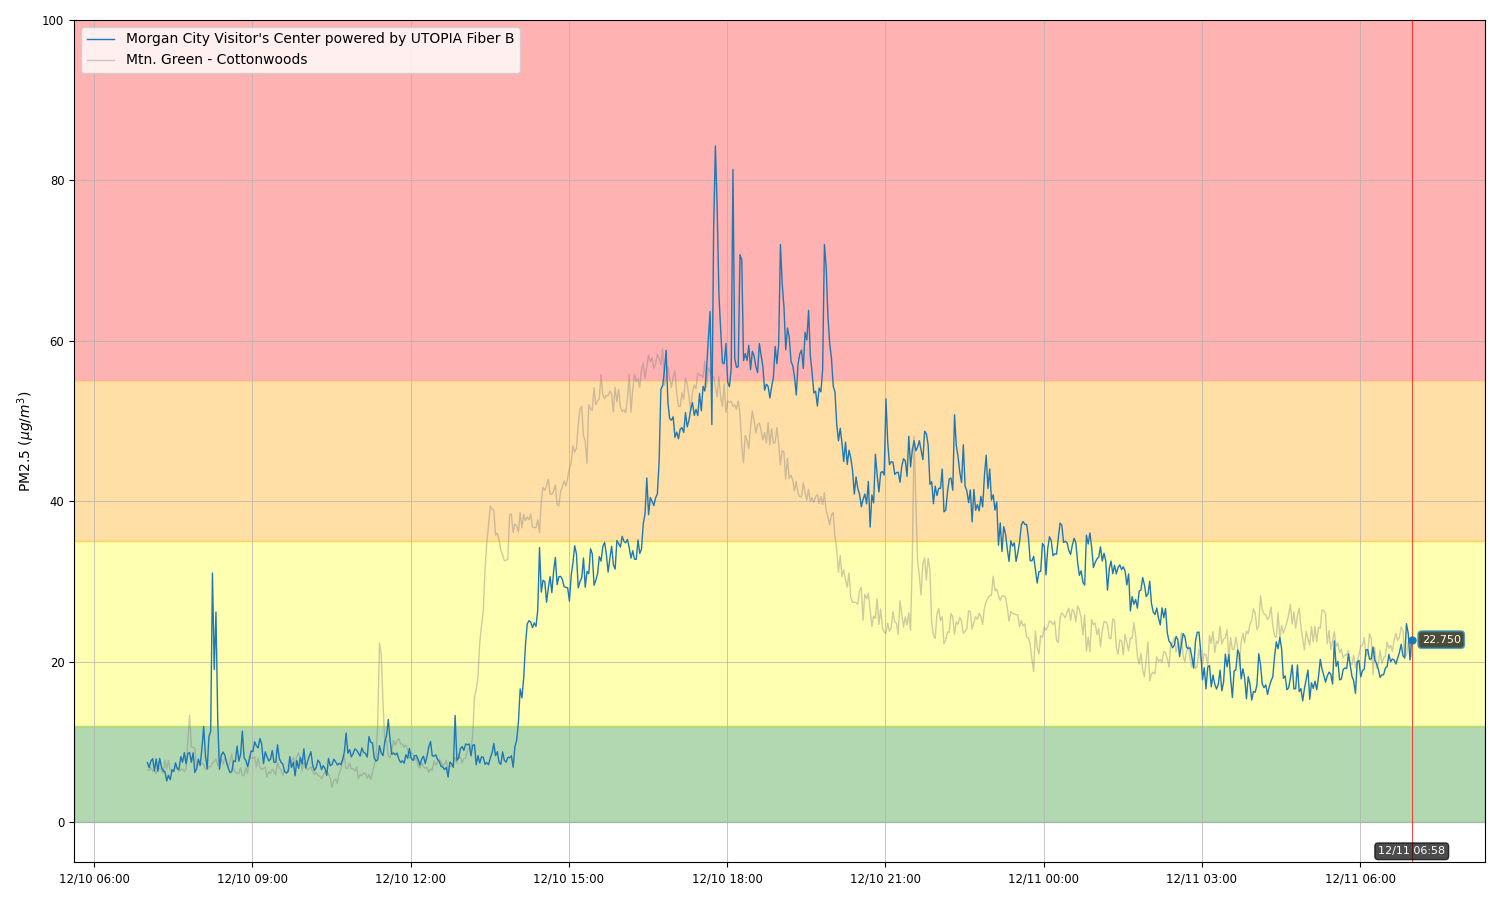 100
Morgan City Visitor's Center powered by UTOPIA Fiber B
Mtn. Green - Cottonwoods
80
60
40
20
0
PM2.5 (μg/m³)
22.750
12/11 06:58
12/10 06:00 12/10 09:00 12/10 12:00 12/10 15:00 12/10 18:00 12/10 21:00 12/11 00:00 12/11 03:00 12/11 06:00